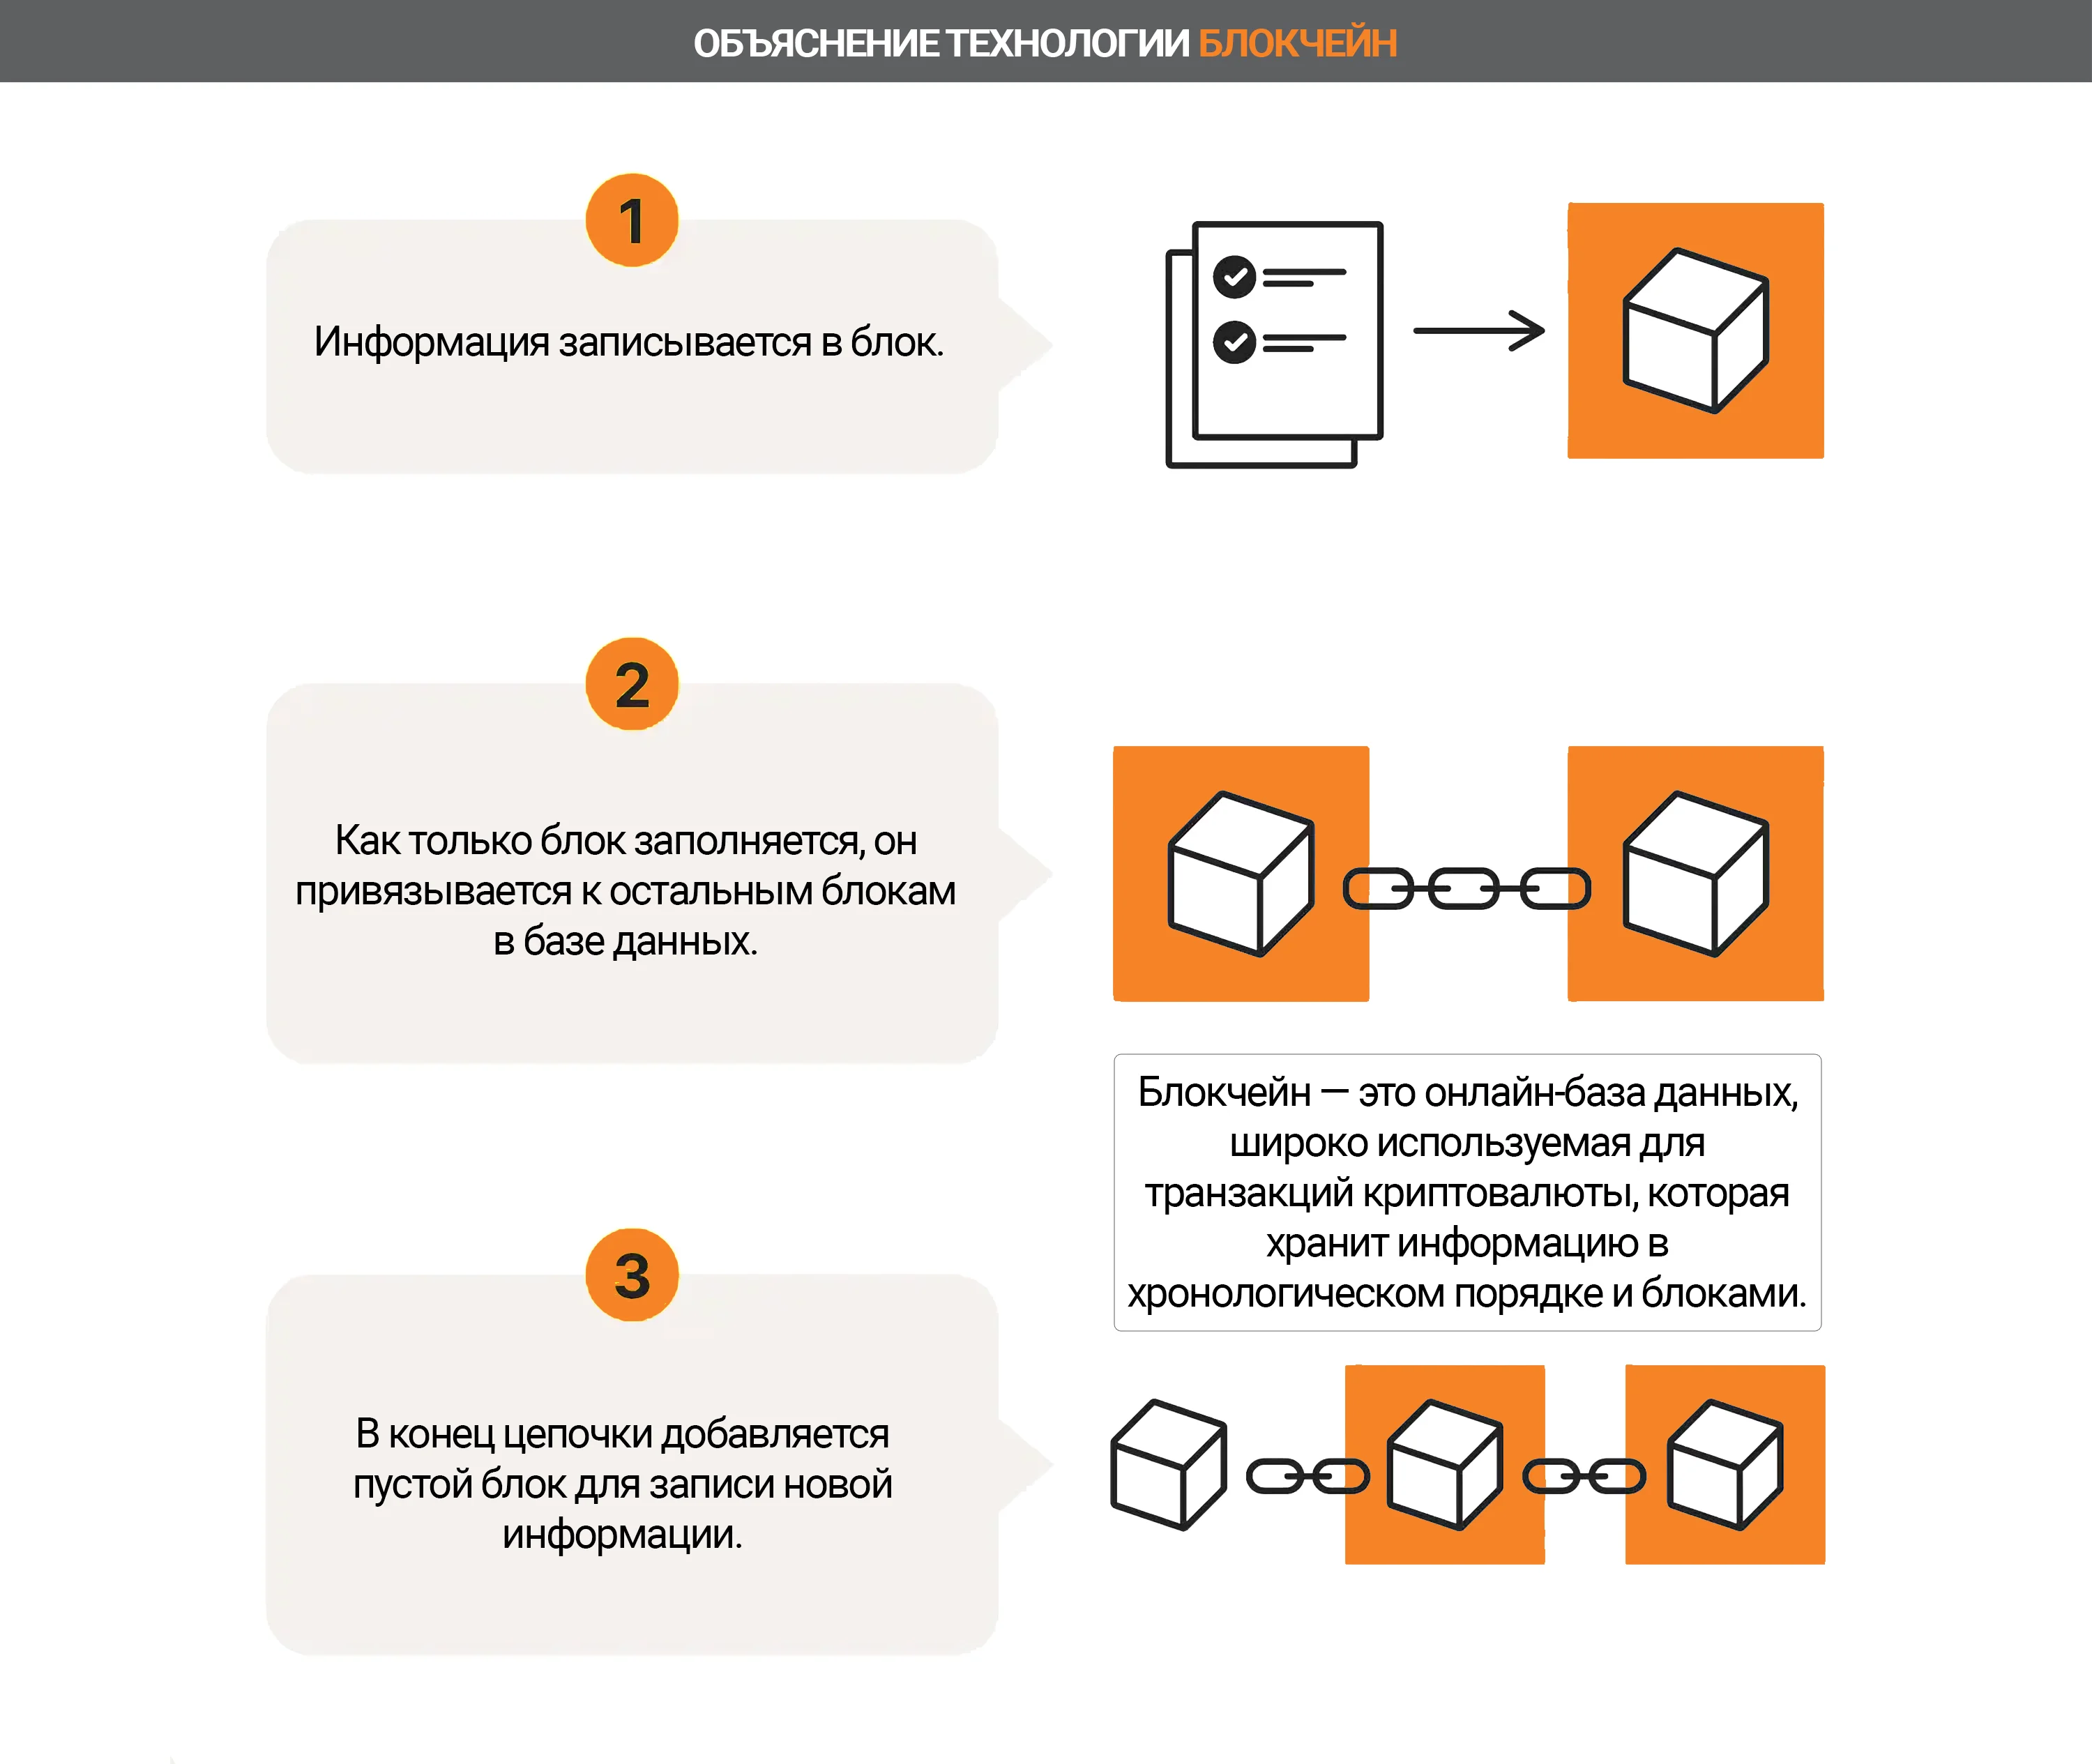 ОБЪЯСНЕНИЕ ТЕХНОЛОГИИ БЛОКЧЕЙН
1
Информация записывается в блок.
2
Как только блок заполняется, он
привязывается к остальным блокам
в базе данных.
Блокчейн — это онлайн-база данных,
широко используемая для
транзакций криптовалюты, которая
хранит информацию в
хронологическом порядке и блоками.
3
В конец цепочки добавляется
пустой блок для записи новой
информации.